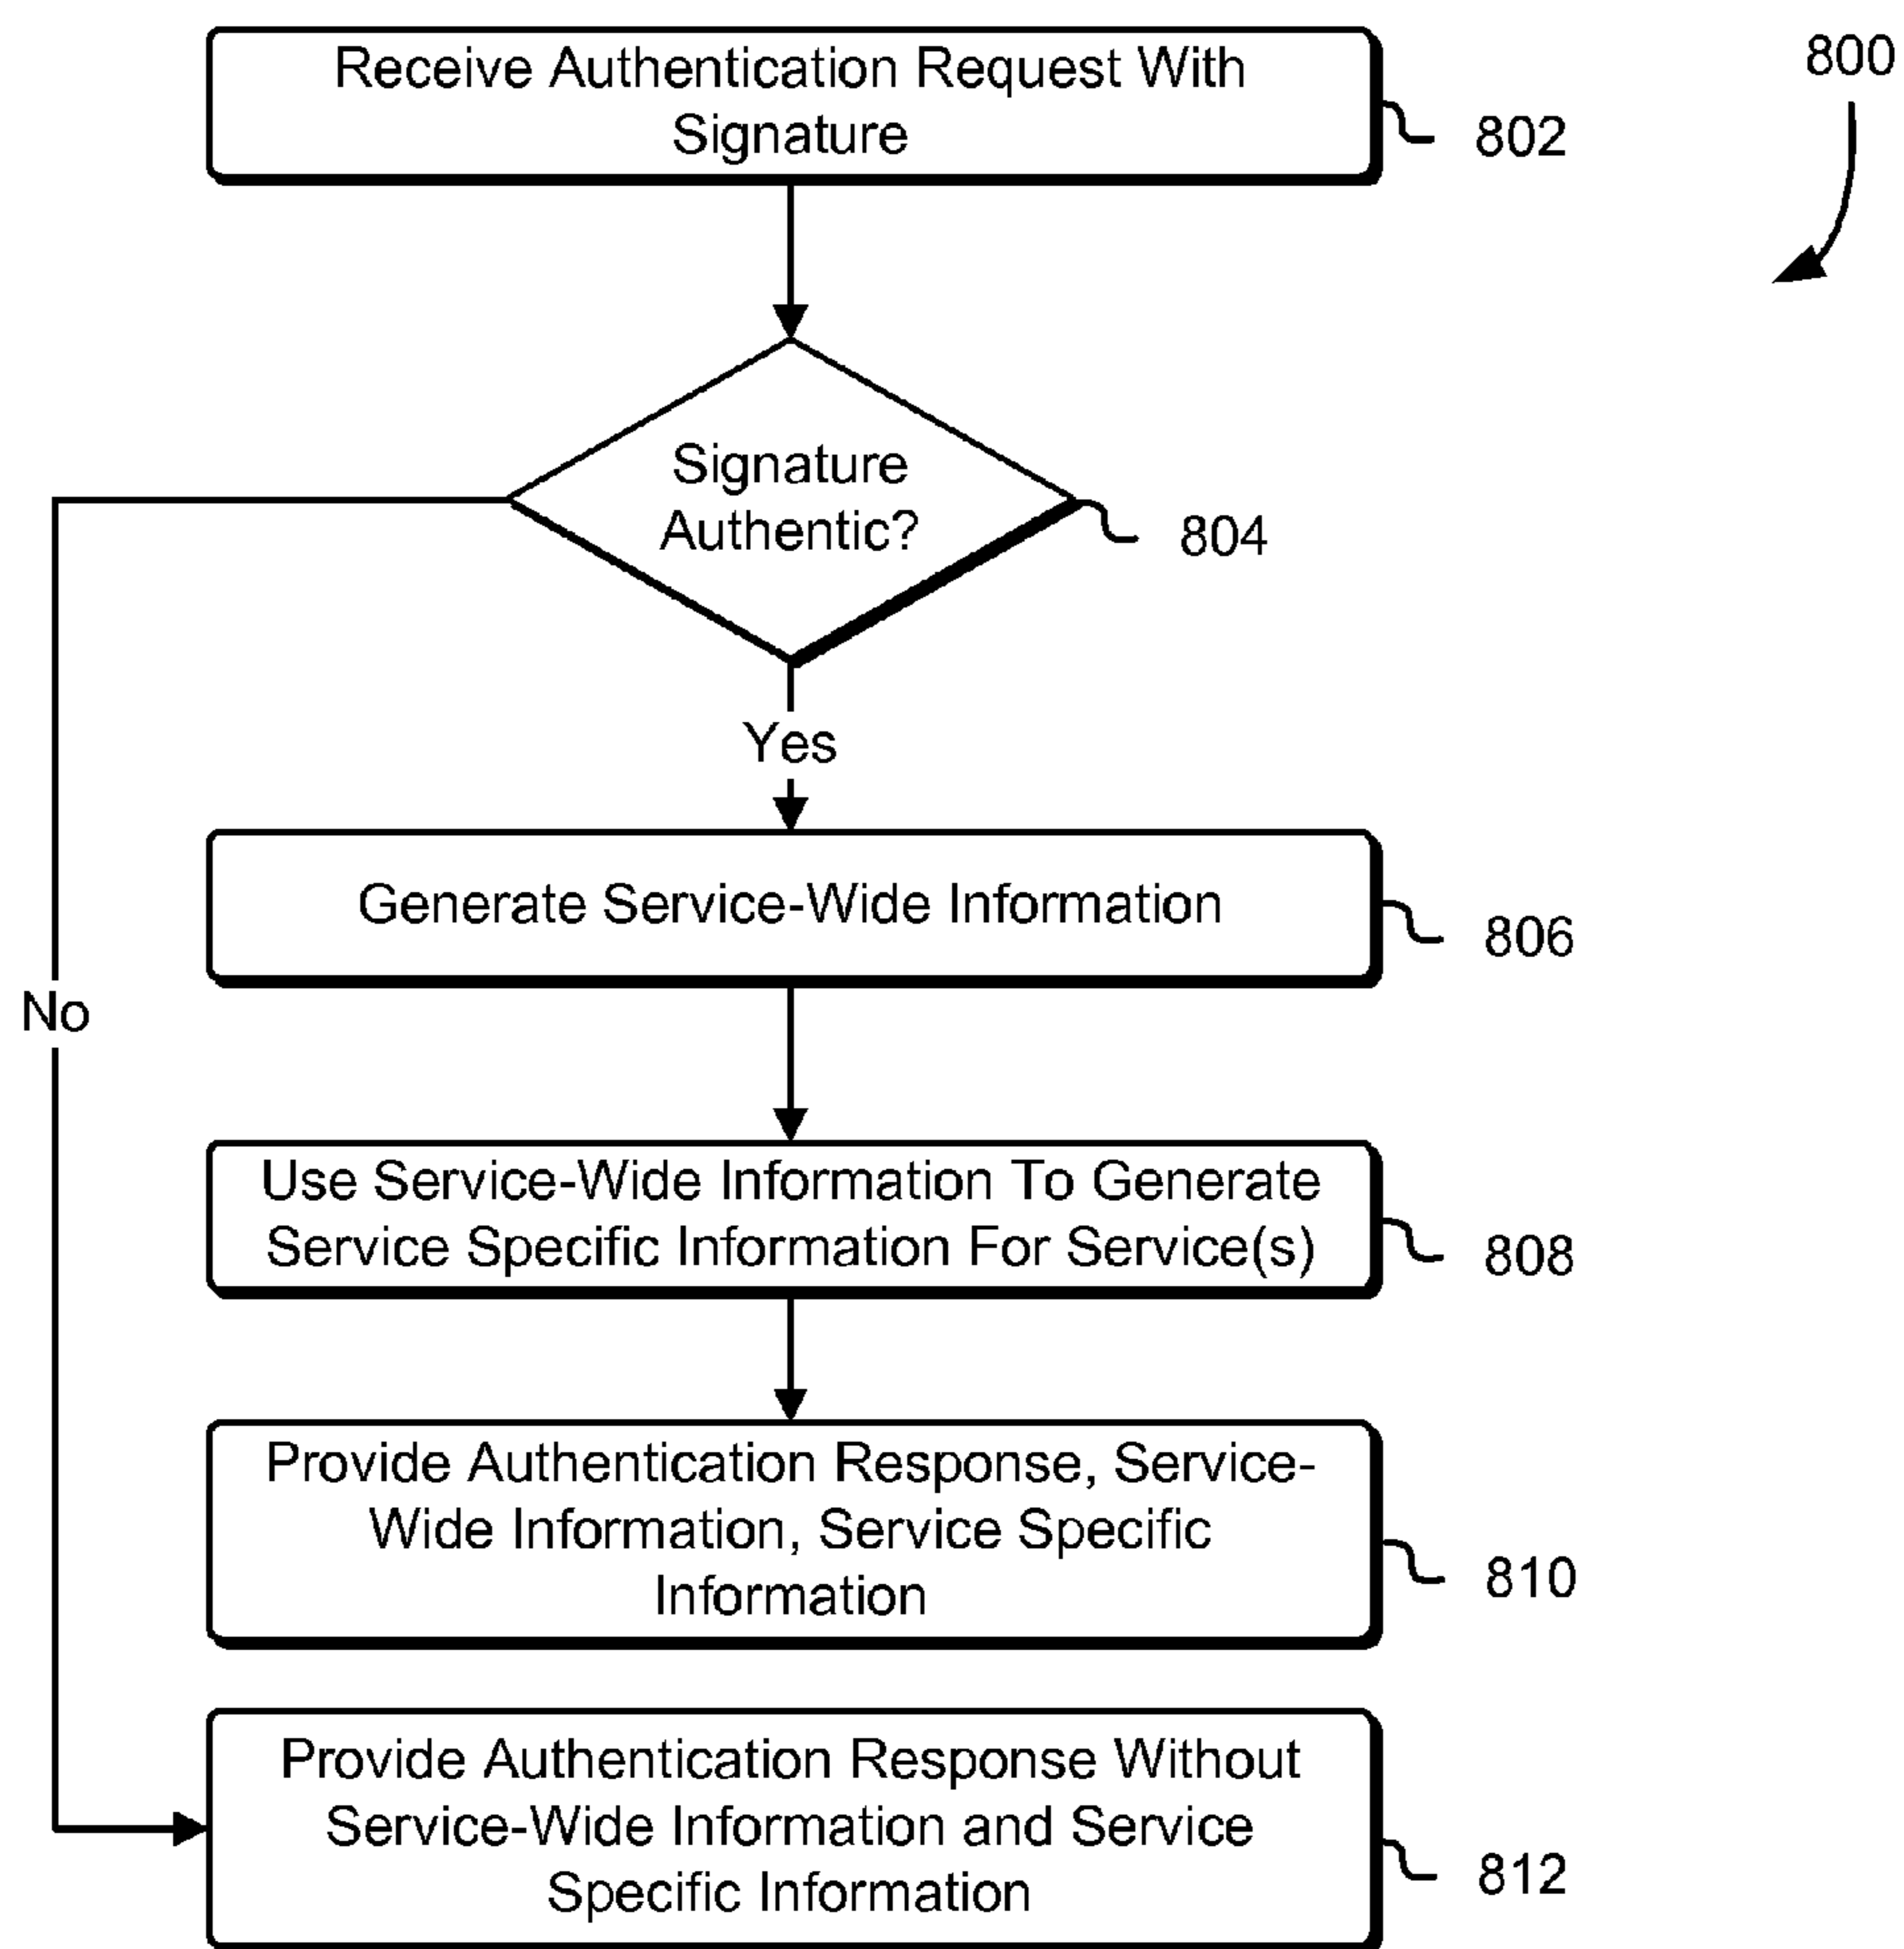 Receive Authentication Request With
Signature
802
800
Signature
Authentic?
804
Yes
Generate Service-Wide Information
806
No
Use Service-Wide Information To Generate
Service Specific Information For Service(s)
808
Provide Authentication Response, Service-
Wide Information, Service Specific
Information
810
Provide Authentication Response Without
Service-Wide Information and Service
Specific Information
812